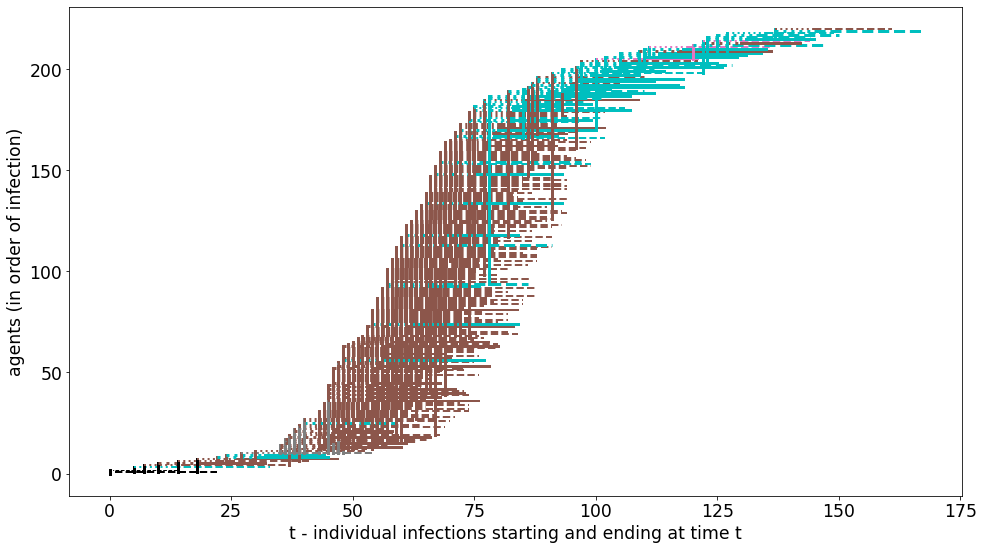 200
150
100
50
0
agents (in order of infection)
0 25 50 75 100 125 150 175
t - individual infections starting and ending at time t